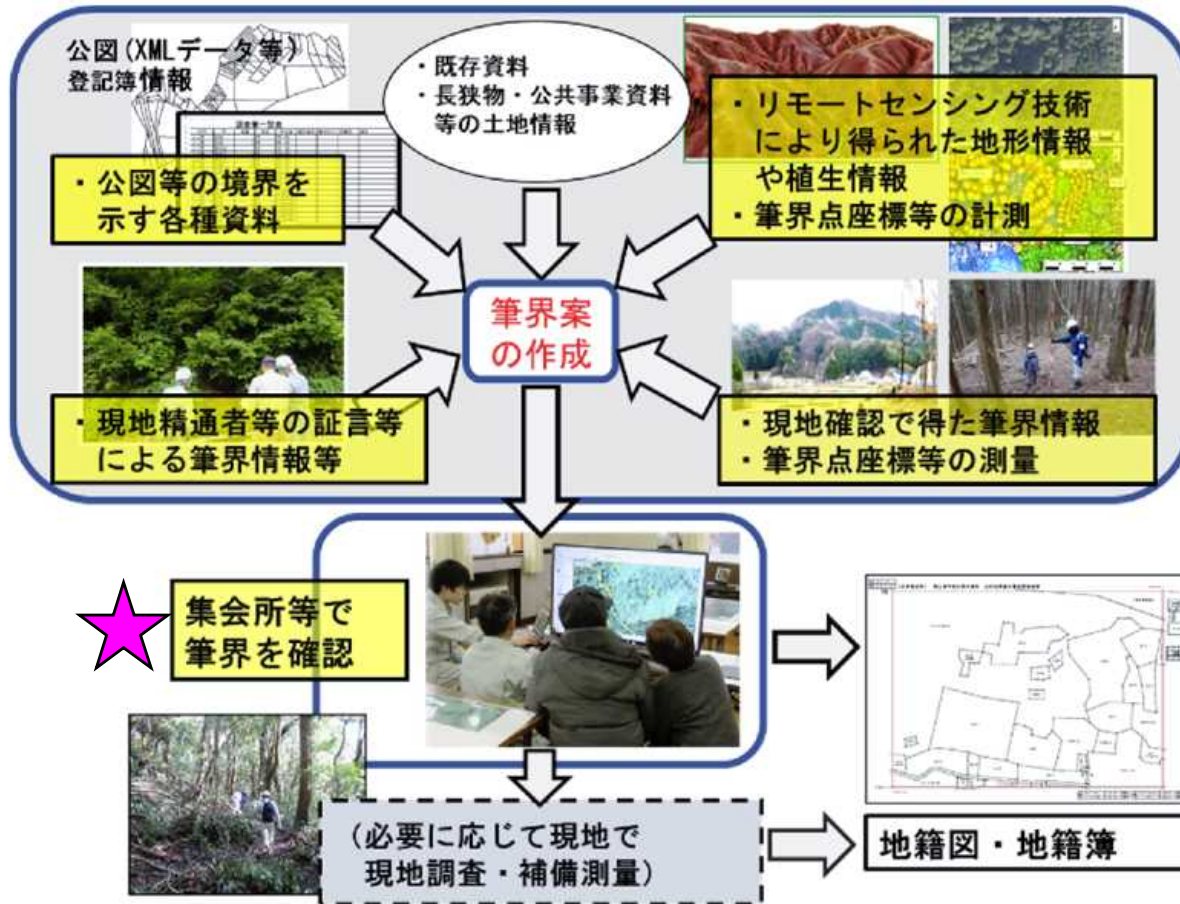 公図(XMLデータ等)
登記簿情報
調査筆一覧表
・公図等の境界を
示す各種資料
・既存資料
・長狭物・公共事業資料
等の土地情報
・リモートセンシング技術
により得られた地形情報
や植生情報
・筆界点座標等の計測
筆界案
の作成
・現地精通者等の証言等
による筆界情報等
・現地確認で得た筆界情報
・筆界点座標等の測量
集会所等で
筆界を確認
(必要に応じて現地で
現地調査・補備測量)
地籍図・地籍簿